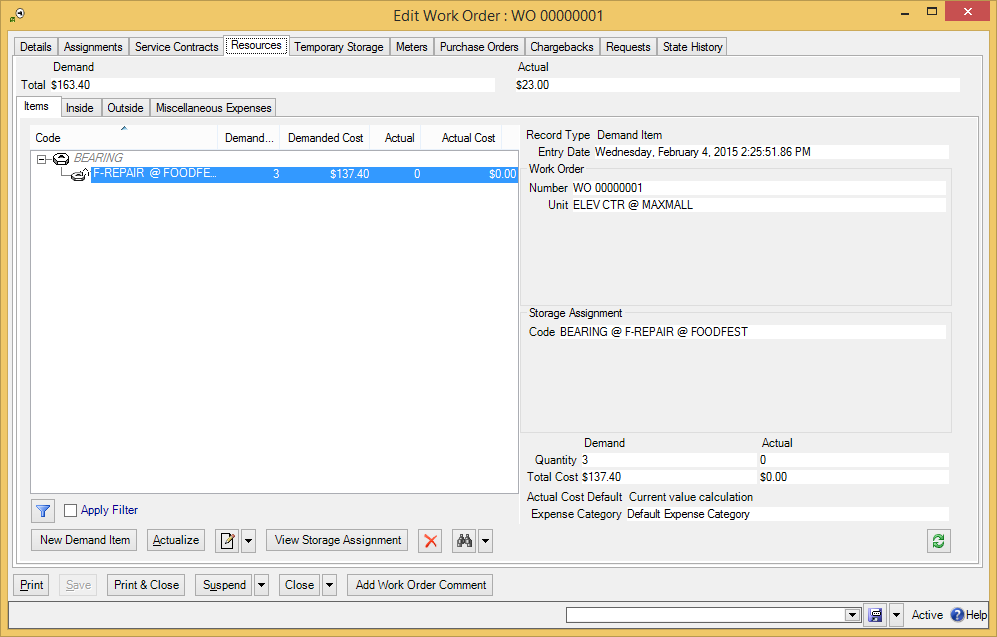 Edit Work Order : WO 00000001
Details Assignments Service Contracts Resources Temporary Storage Meters Purchase Orders Chargebacks Requests State History
Demand Actual
Total $163.40 $23.00
Items Inside Outside Miscellaneous Expenses
Code Demand... Demanded Cost Actual Actual Cost
BEARING
F-REPAIR @ FOODFE... 3 $137.40 0 $0.00
Record Type Demand Item
Entry Date Wednesday, February 4, 2015 2:25:51.86 PM
Work Order
Number WO 00000001
Unit ELEV CTR @ MAXMALL
Storage Assignment
Code BEARING @ F-REPAIR @ FOODFEST
Demand Actual
Quantity 3 0
Total Cost $137.40 $0.00
Actual Cost Default Current value calculation
Expense Category Default Expense Category
Apply Filter
New Demand Item Actualize View Storage Assignment
Print Save Print & Close Suspend Close Add Work Order Comment
Active Help